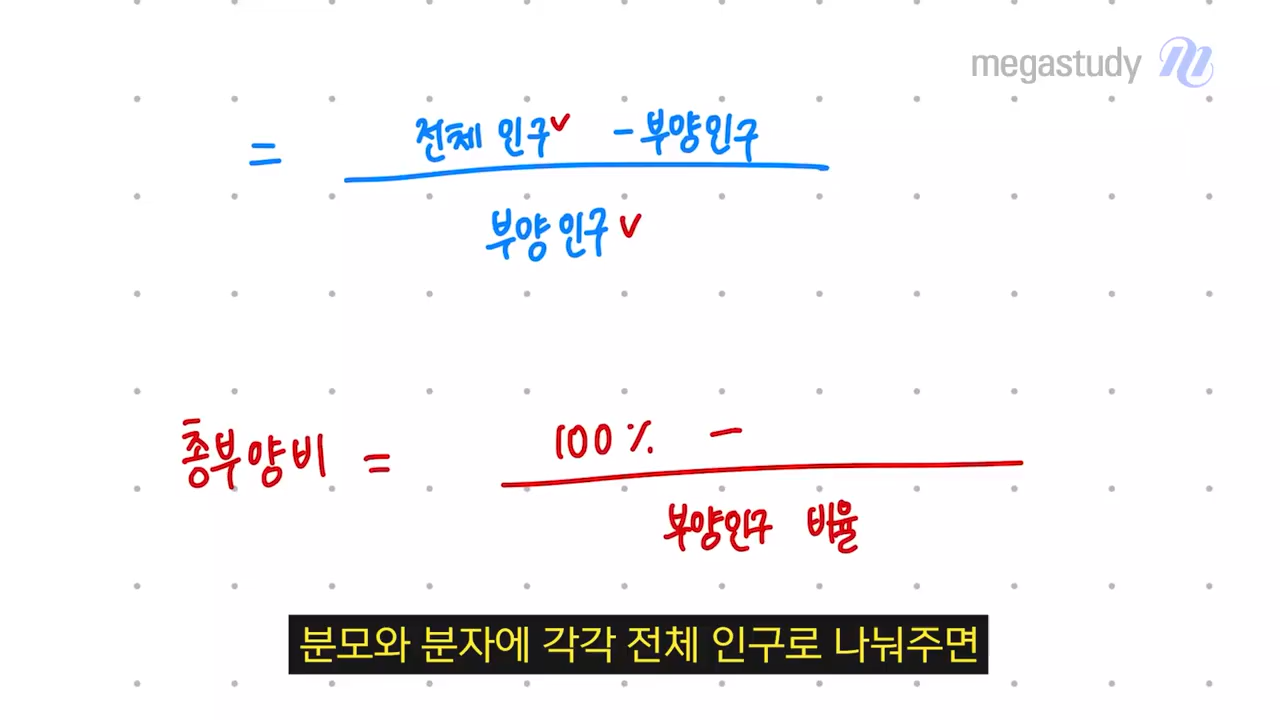 megastudy
= 전체 인구✓ - 부양인구
부양인구✓
총부양비 = 100% -
부양인구 비율
분모와 분자에 각각 전체 인구로 나눠주면